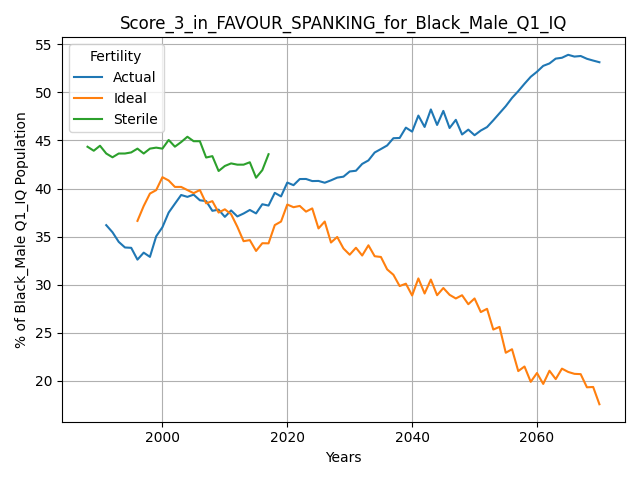 Score_3_in_FAVOUR_SPANKING_for_Black_Male_Q1_IQ
Fertility
Actual
Ideal
Sterile
% of Black_Male Q1_IQ Population
55
50
45
40
35
30
25
20
2000
2020
2040
2060
Years